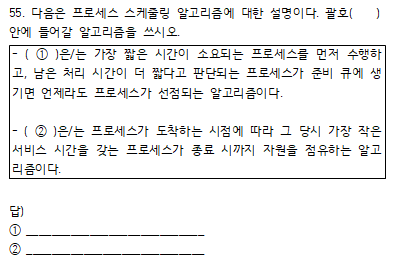 55. 다음은 프로세스 스케줄링 알고리즘에 대한 설명이다. 괄호(      )
안에 들어갈 알고리즘을 쓰시오.
- ( ① )은/는 가장 짧은 시간이 소요되는 프로세스를 먼저 수행하
고, 남은 처리 시간이 더 짧다고 판단되는 프로세스가 준비 큐에 생
기면 언제라도 프로세스가 선점되는 알고리즘이다.
- ( ② )은/는 프로세스가 도착하는 시점에 따라 그 당시 가장 작은
서비스 시간을 갖는 프로세스가 종료 시까지 자원을 점유하는 알고
리즘이다.
답)
① ____________________________
② ____________________________